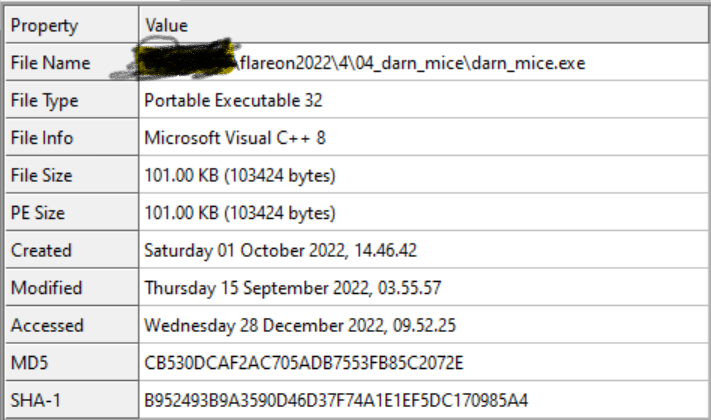 Property Value
File Name \flareon2022\4\04_darn_mice\darn_mice.exe
File Type Portable Executable 32
File Info Microsoft Visual C++ 8
File Size 101.00 KB (103424 bytes)
PE Size 101.00 KB (103424 bytes)
Created Saturday 01 October 2022, 14.46.42
Modified Thursday 15 September 2022, 03.55.57
Accessed Wednesday 28 December 2022, 09.52.25
MD5 CB530DCAF2AC705ADB7553FB85C2072E
SHA-1 B952493B9A3590D46D37F74A1E1EF5DC170985A4